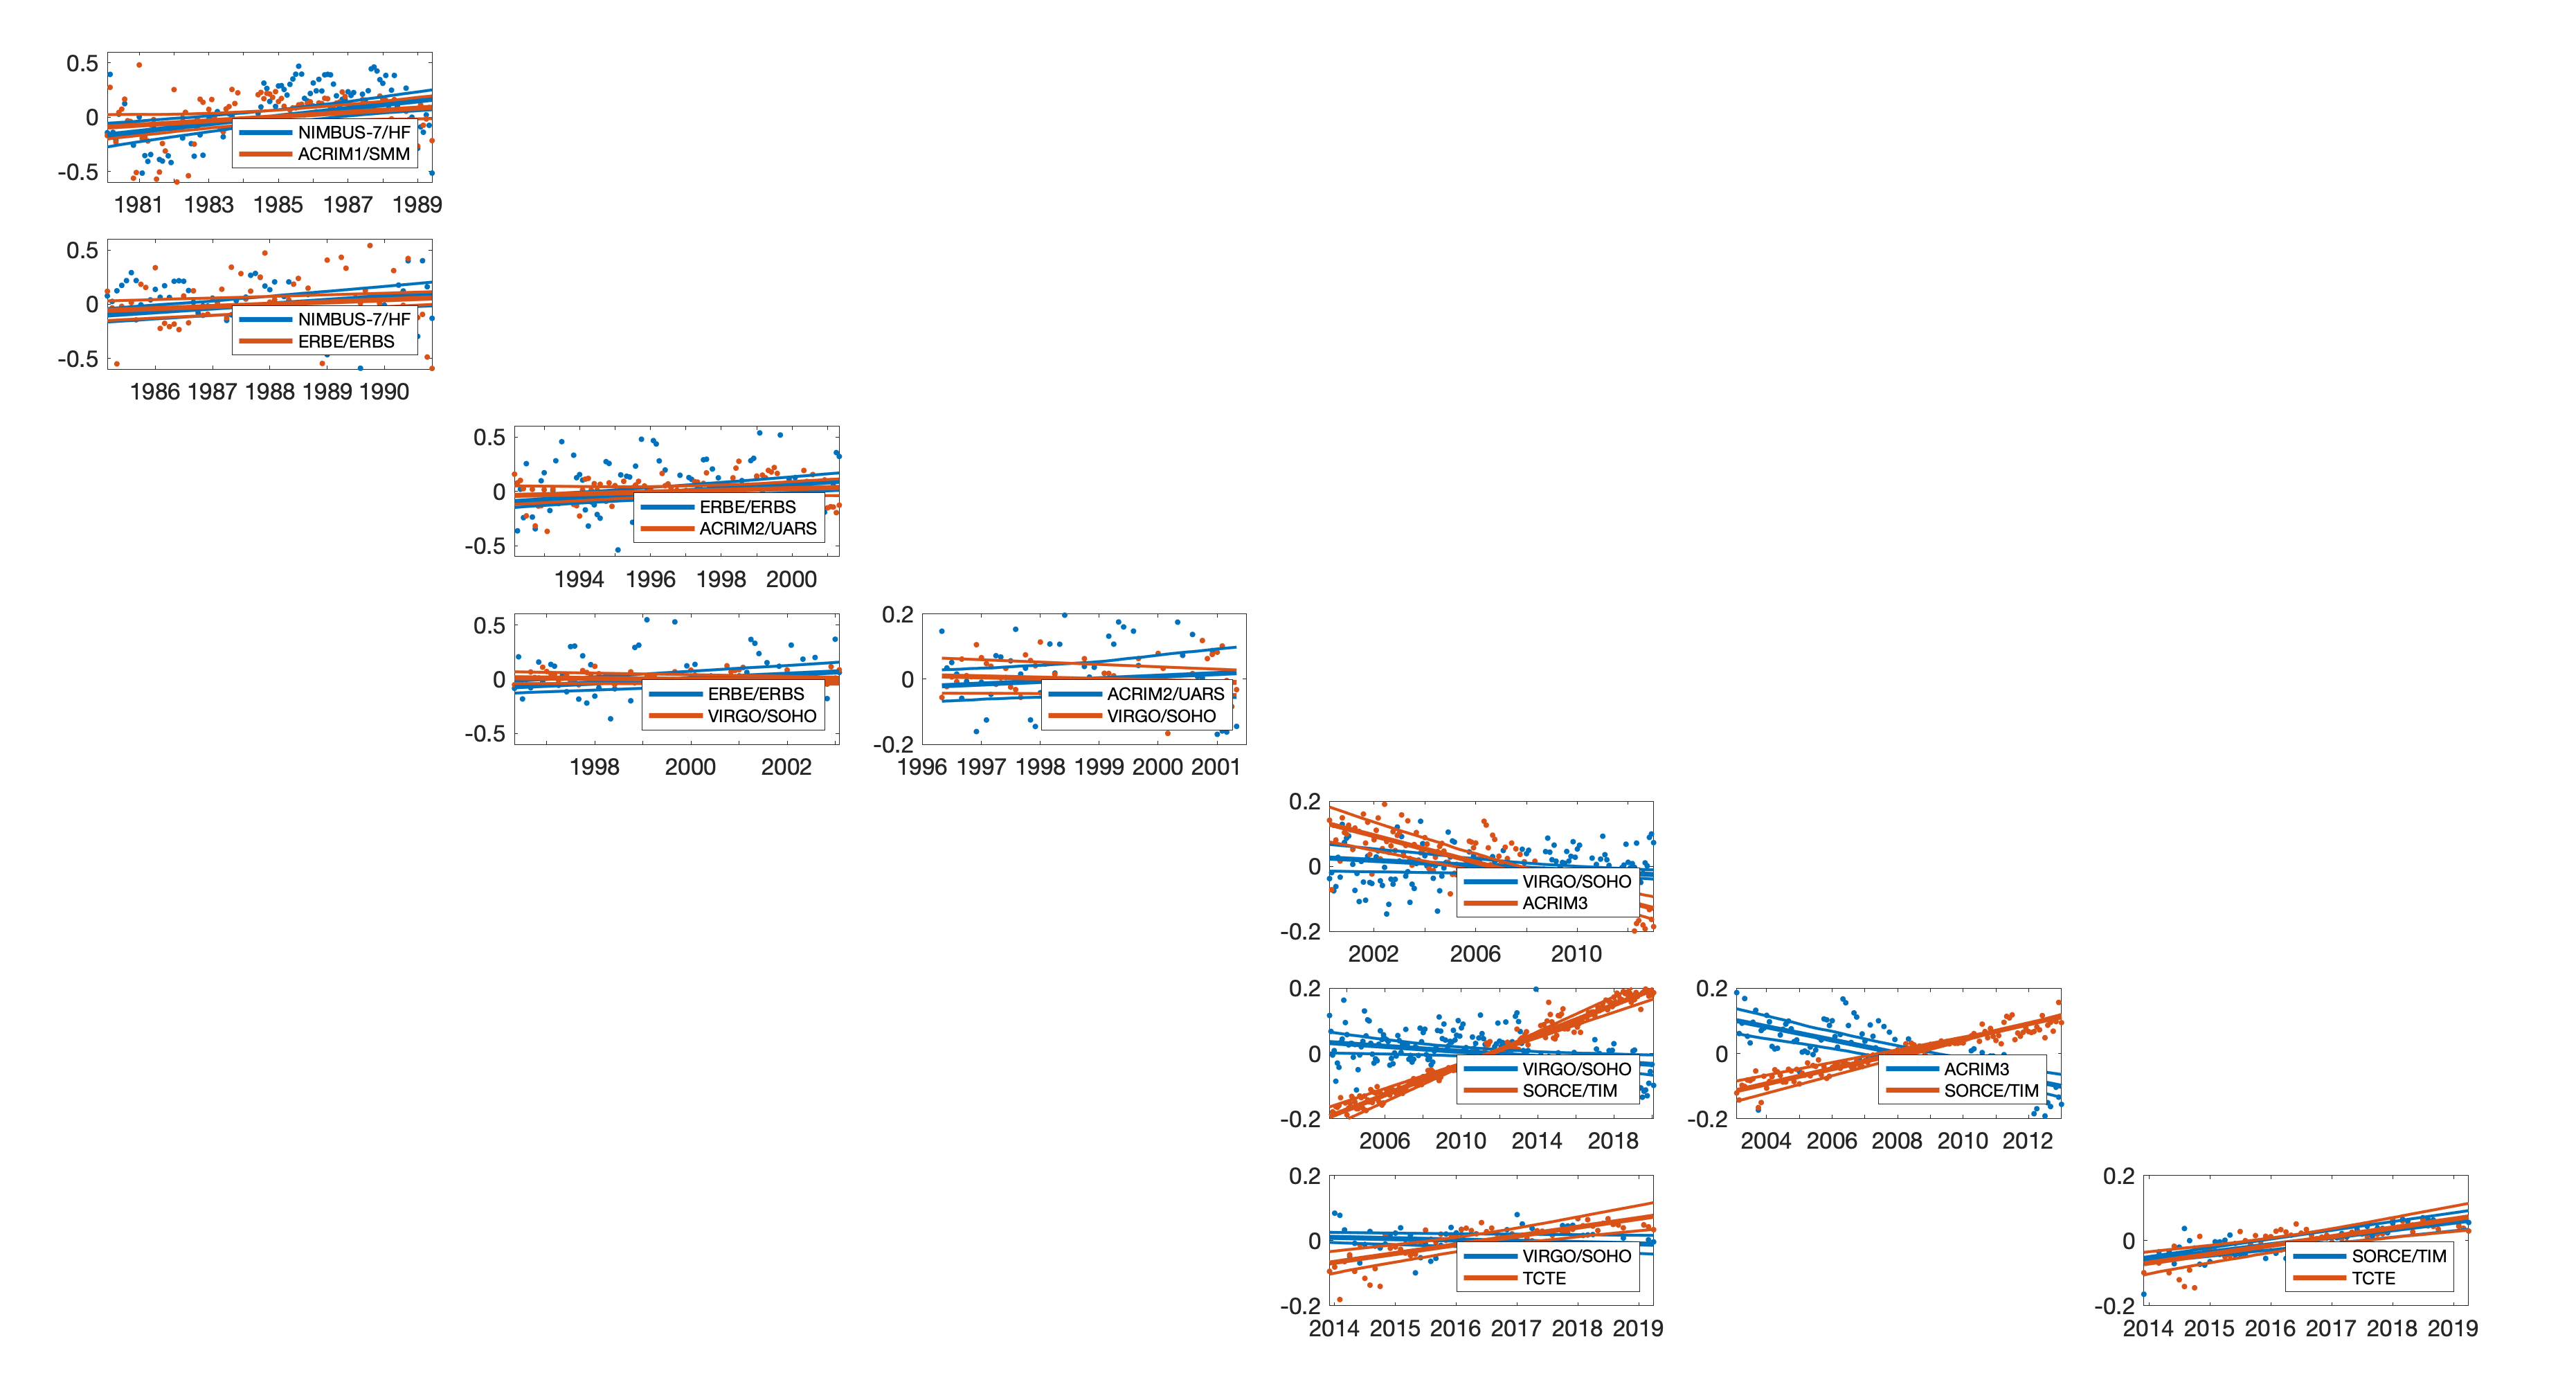 0.5
0
-0.5
NIMBUS-7/HF
ACRIM1/SMM
1981 1983 1985 1987 1989
0.5
0
-0.5
NIMBUS-7/HF
ERBE/ERBS
1986 1987 1988 1989 1990
0.5
0
-0.5
ERBE/ERBS
ACRIM2/UARS
1994 1996 1998 2000
0.5
0
-0.5
ERBE/ERBS
VIRGO/SOHO
1998 2000 2002
0.2
0
-0.2
ACRIM2/UARS
VIRGO/SOHO
1996 1997 1998 1999 2000 2001
0.2
0
-0.2
VIRGO/SOHO
ACRIM3
2002 2006 2010
0.2
0
-0.2
VIRGO/SOHO
SORCE/TIM
2006 2010 2014 2018
0.2
0
-0.2
ACRIM3
SORCE/TIM
2004 2006 2008 2010 2012
0.2
0
-0.2
VIRGO/SOHO
TCTE
2014 2015 2016 2017 2018 2019
0.2
0
-0.2
SORCE/TIM
TCTE
2014 2015 2016 2017 2018 2019